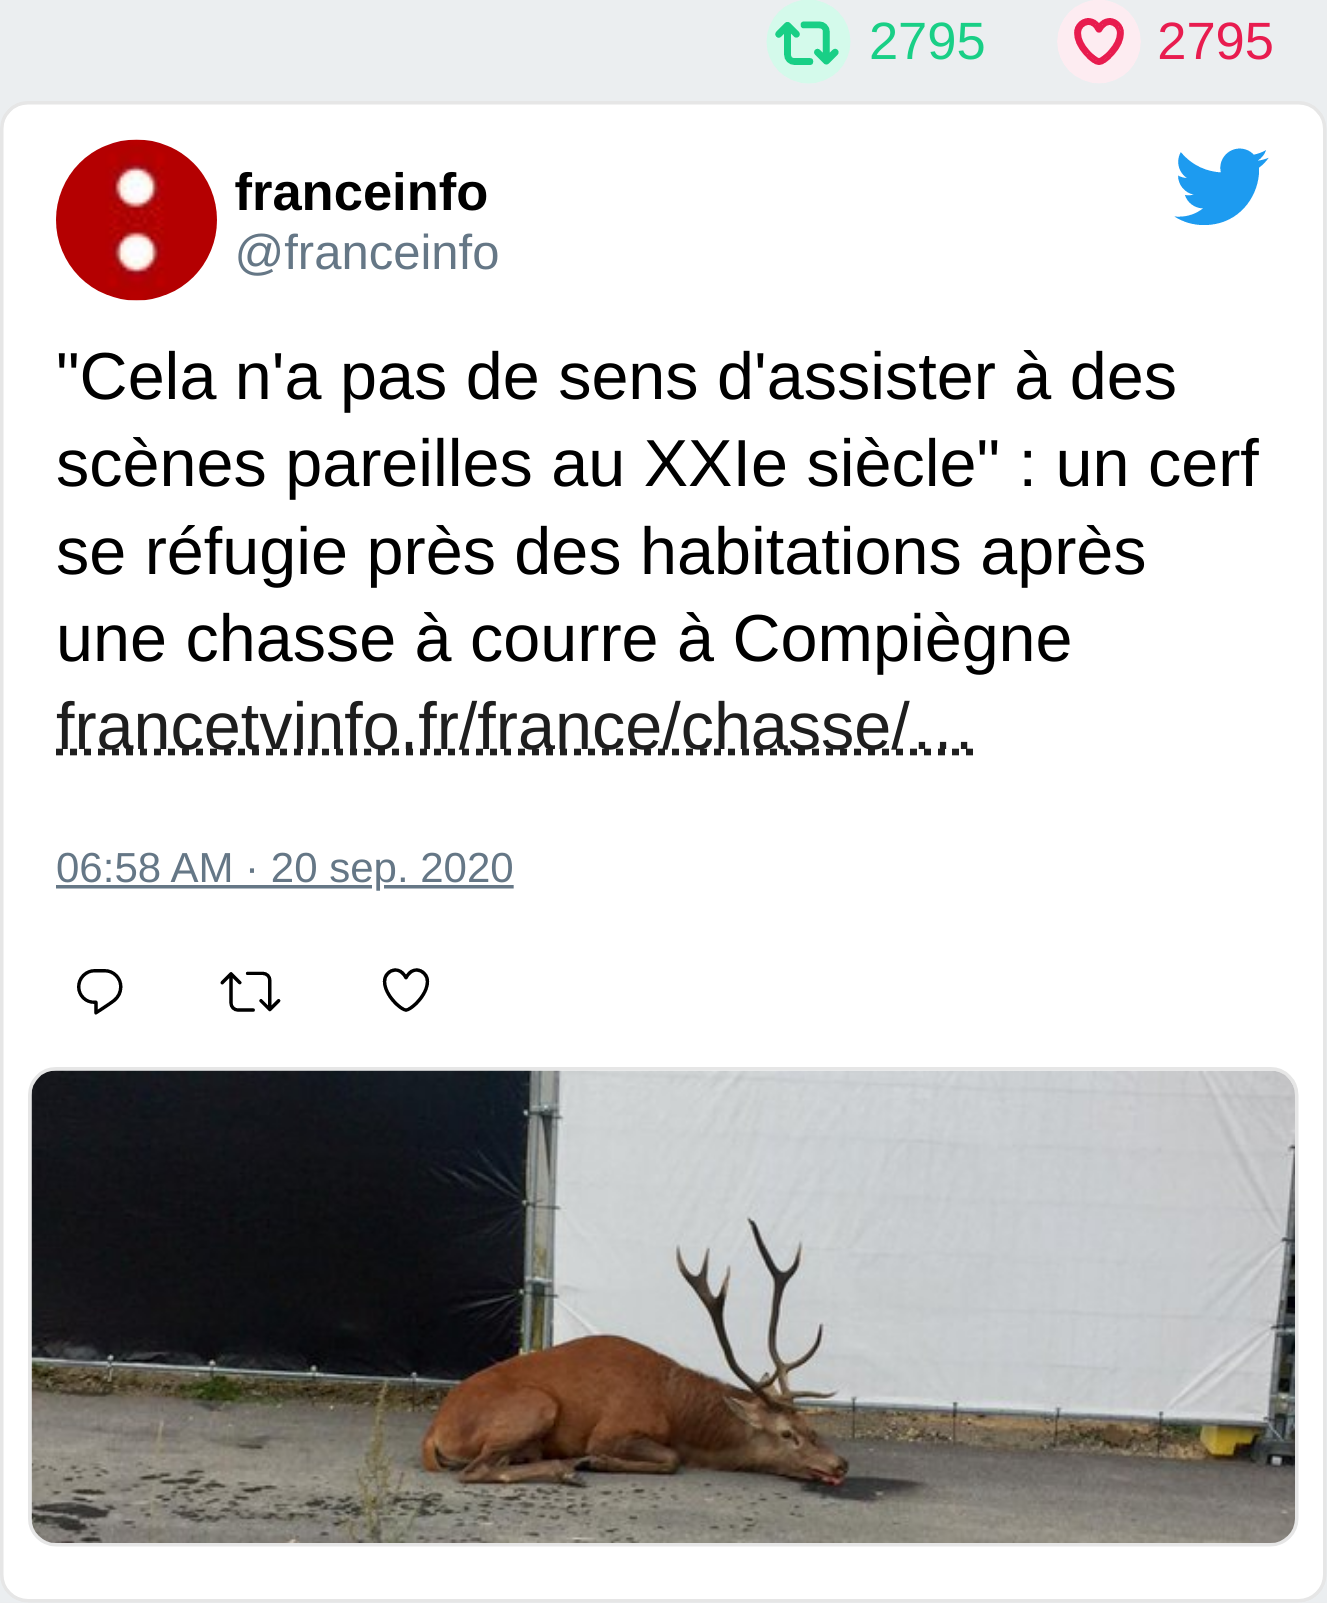 2795 2795
franceinfo
@franceinfo
"Cela n'a pas de sens d'assister à des
scènes pareilles au XXIe siècle" : un cerf
se réfugie près des habitations après
une chasse à courre à Compiègne
francetvinfo.fr/france/chasse/…
06:58 AM · 20 sep. 2020